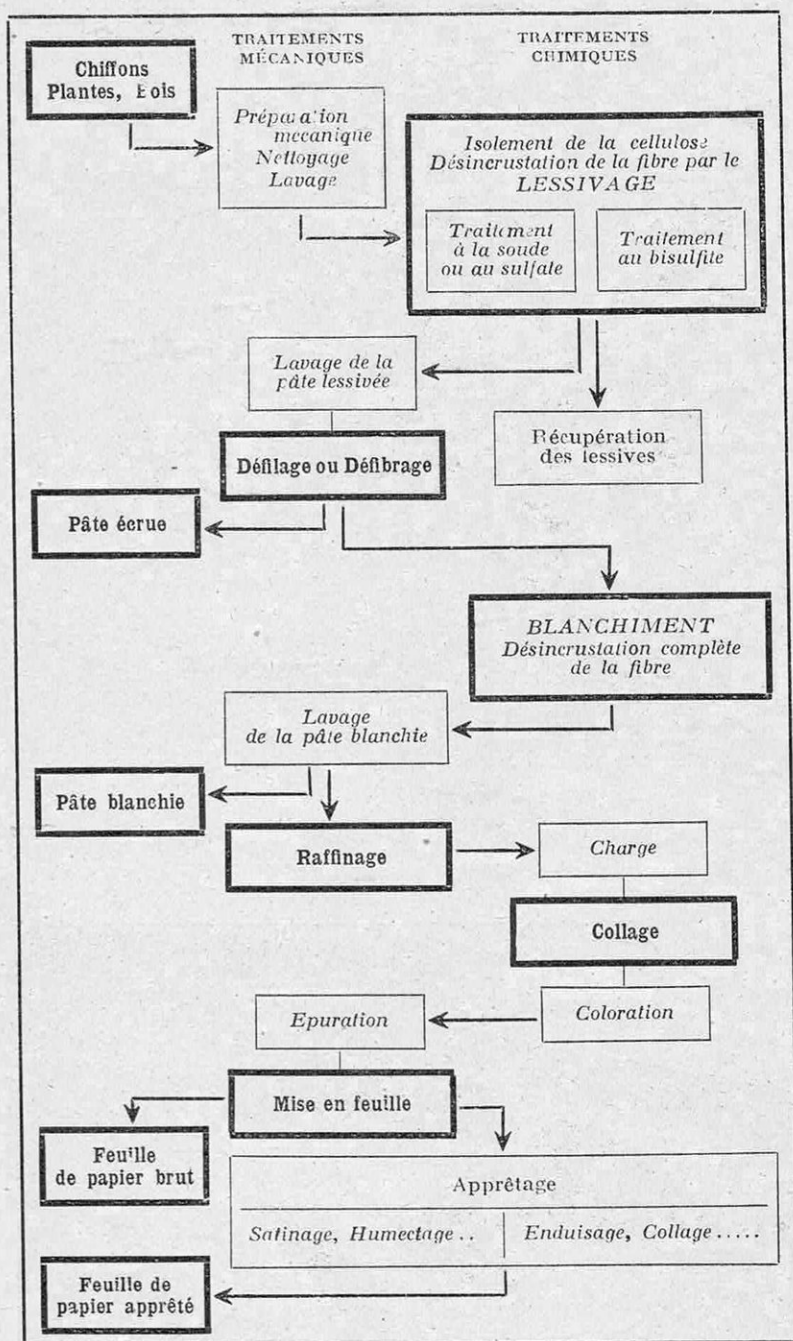 TRAITEMENTS
MÉCANIQUES
TRAITEMENTS
CHIMIQUES
Chiffons
Plantes, Bois
Préparation
mecanique
Nettoyage
Lavage
Isolement de la cellulose
Désincrustation de la fibre par le
LESSIVAGE
Traitement
à la soude
ou au sulfate
Traitement
au bisulfite
Lavage de la
pâte lessivée
Récupération
des lessives
Défilage ou Défibrage
Pâte écrue
BLANCHIMENT
Désincrustation complète
de la fibre
Lavage
de la pâte blanchie
Pâte blanchie
Raffinage
Charge
Collage
Coloration
Epuration
Mise en feuille
Feuille
de papier brut
Apprêtage
Satinage, Humectage ..
Enduisage, Collage .....
Feuille de
papier apprêté